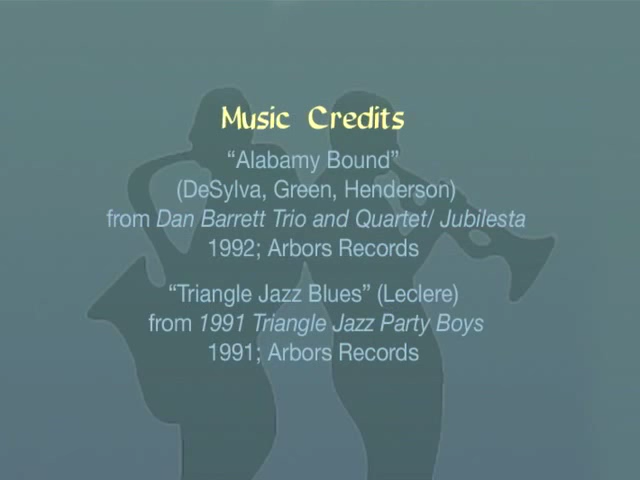 Music Credits
“Alabamy Bound”
(DeSylva, Green, Henderson)
from Dan Barrett Trio and Quartet/ Jubilesta
1992; Arbors Records
“Triangle Jazz Blues” (Leclere)
from 1991 Triangle Jazz Party Boys
1991; Arbors Records